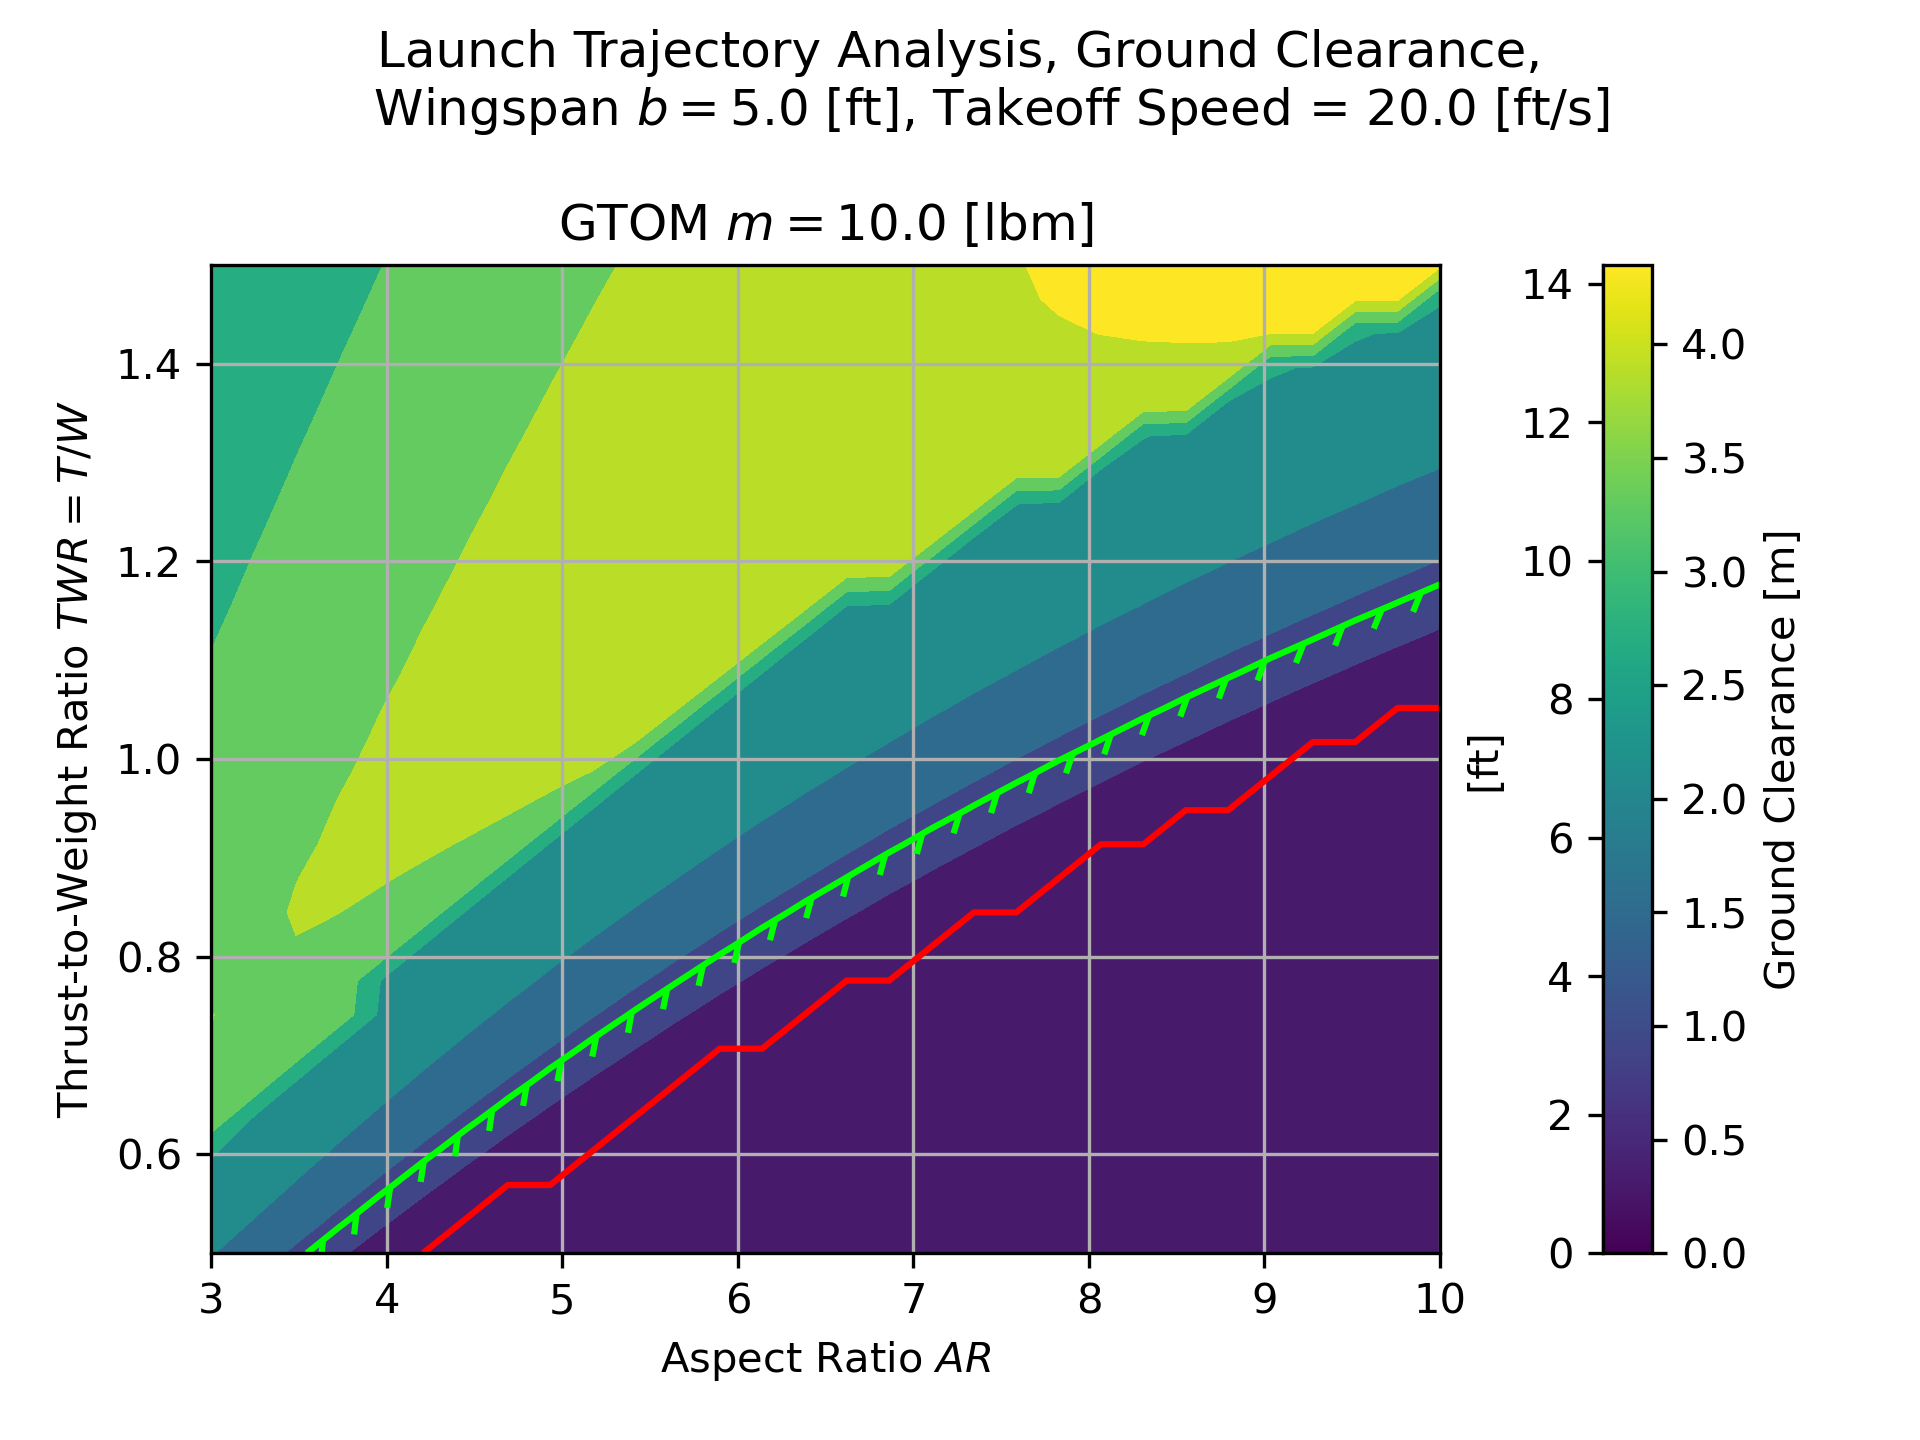 Launch Trajectory Analysis, Ground Clearance,
Wingspan b = 5.0 [ft], Takeoff Speed = 20.0 [ft/s]
GTOM m = 10.0 [lbm]
Thrust-to-Weight Ratio TWR = T/W
1.4
1.2
1.0
0.8
0.6
3 4 5 6 7 8 9 10
Aspect Ratio AR
[ft]
14
12
10
8
6
4
2
0
4.0
3.5
3.0
2.5
2.0
1.5
1.0
0.5
0.0
Ground Clearance [m]